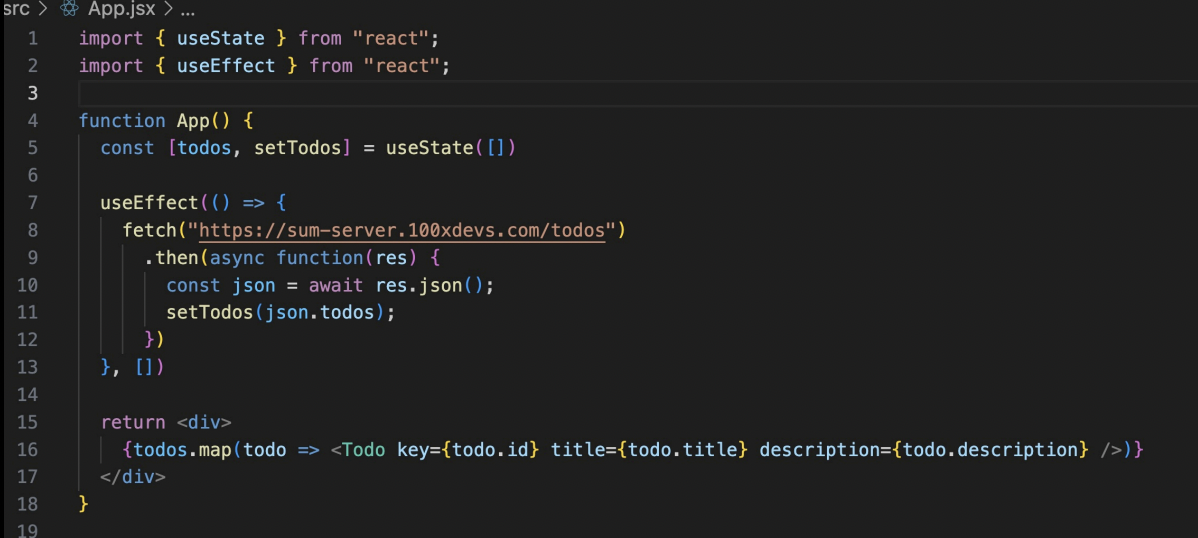 src > App.jsx > ...
1 import { useState } from "react";
2 import { useEffect } from "react";
3
4 function App() {
5   const [todos, setTodos] = useState([])
6
7   useEffect(() => {
8     fetch("https://sum-server.100xdevs.com/todos")
9       .then(async function(res) {
10         const json = await res.json();
11         setTodos(json.todos);
12       })
13   }, [])
14
15   return <div>
16     {todos.map(todo => <Todo key={todo.id} title={todo.title} description={todo.description} />)}
17   </div>
18 }
19